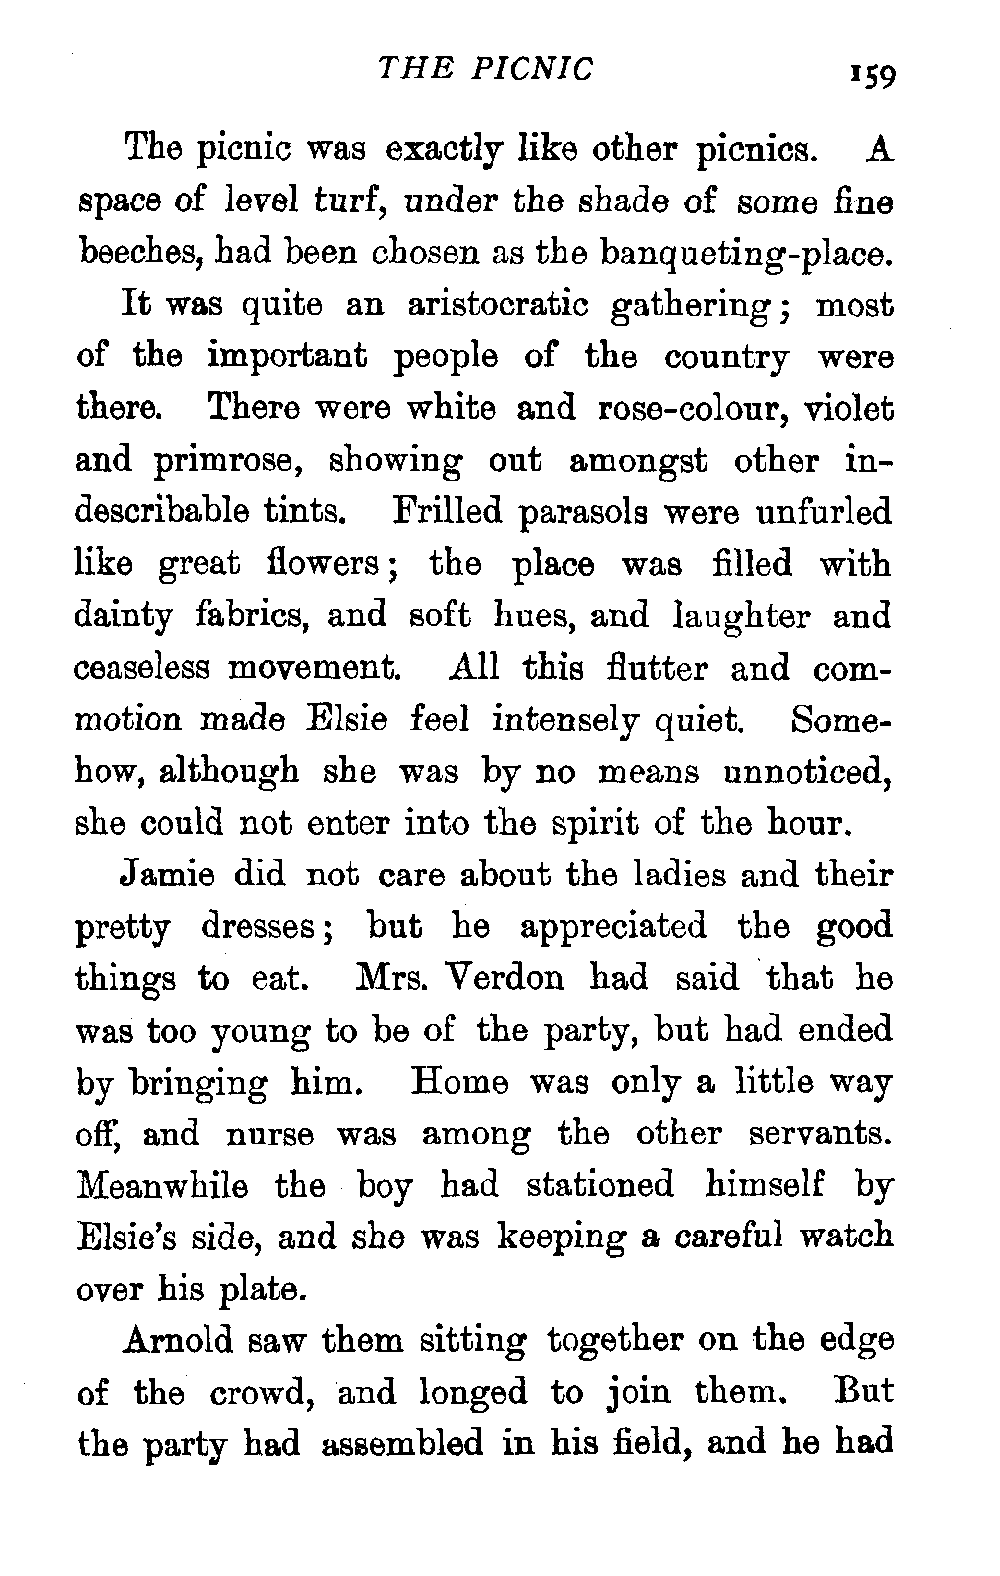 THE PICNIC 159
The picnic was exactly like other picnics. A
space of level turf, under the shade of some fine
beeches, had been chosen as the banqueting-place.
It was quite an aristocratic gathering; most
of the important people of the country were
there. There were white and rose-colour, violet
and primrose, showing out amongst other in-
describable tints. Frilled parasols were unfurled
like great flowers; the place was filled with
dainty fabrics, and soft hues, and laughter and
ceaseless movement. All this flutter and com-
motion made Elsie feel intensely quiet. Some-
how, although she was by no means unnoticed,
she could not enter into the spirit of the hour.
Jamie did not care about the ladies and their
pretty dresses; but he appreciated the good
things to eat. Mrs. Verdon had said that he
was too young to be of the party, but had ended
by bringing him. Home was only a little way
off, and nurse was among the other servants.
Meanwhile the boy had stationed himself by
Elsie's side, and she was keeping a careful watch
over his plate.
Arnold saw them sitting together on the edge
of the crowd, and longed to join them. But
the party had assembled in his field, and he had